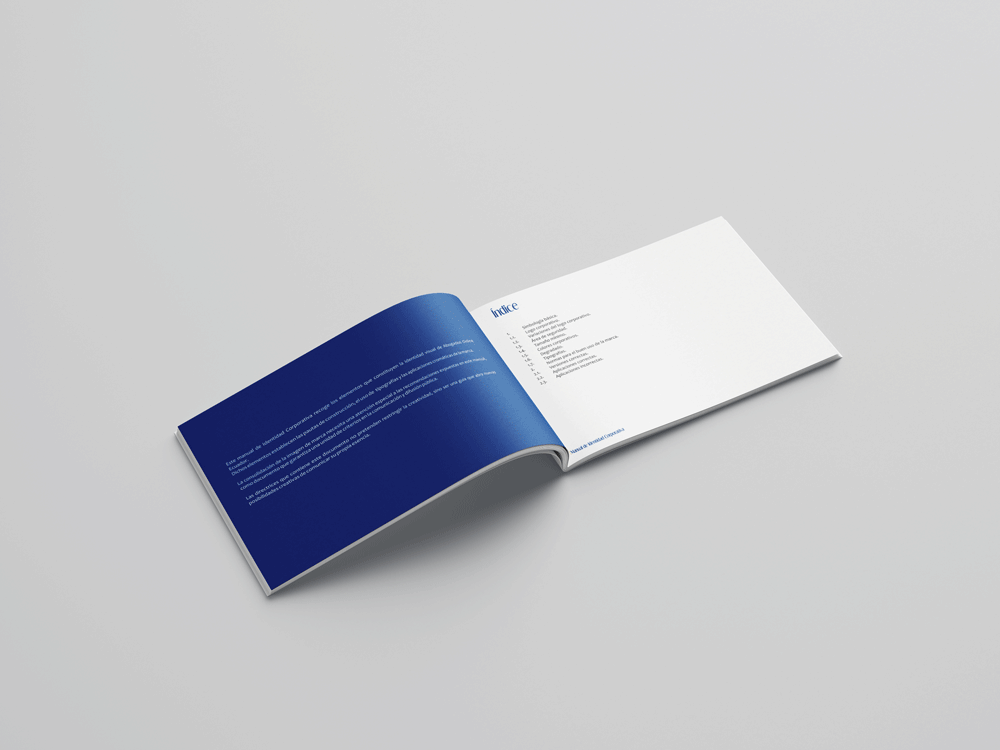 Este manual de Identidad Corporativa recoge los elementos que constituyen la identidad visual de Abogados
Ecuador.
Dichos elementos establecen las pautas de construcción, el uso de tipografías y las aplicaciones cromáticas de la marca.
La consolidación de la imagen de marca necesita una atención especial a las recomendaciones expuestas en este manual,
como documento que garantiza una unidad de criterios en la comunicación y difusión pública.
Las directrices que contiene este documento no pretenden restringir la creatividad, sino ser una guía que abra nuevas
posibilidades creativas de comunicar su propia esencia.
Índice
1. Simbología básica.
1.1. Logo corporativo.
1.2. Variaciones del logo corporativo.
1.3. Área de seguridad.
1.4. Tamaño mínimo.
1.5. Colores corporativos.
1.6. Degradado.
1.7. Tipografías.
2. Normas para el buen uso de la marca.
2.1. Versiones correctas.
2.2. Aplicaciones correctas.
2.3. Aplicaciones incorrectas.
Manual de Identidad Corporativa